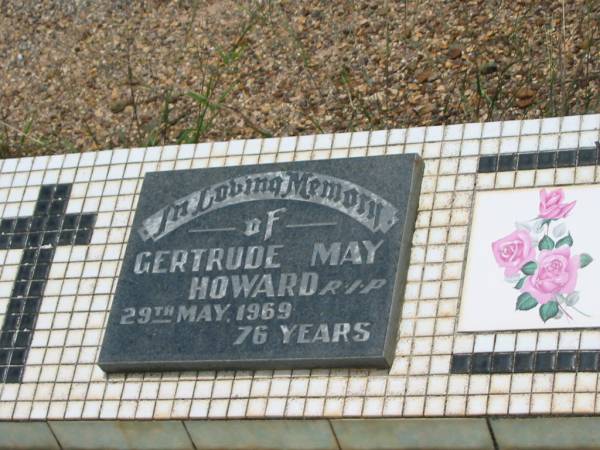 In Loving Memory
of
GERTRUDE MAY
HOWARD R.I.P
29TH MAY. 1969
76 YEARS